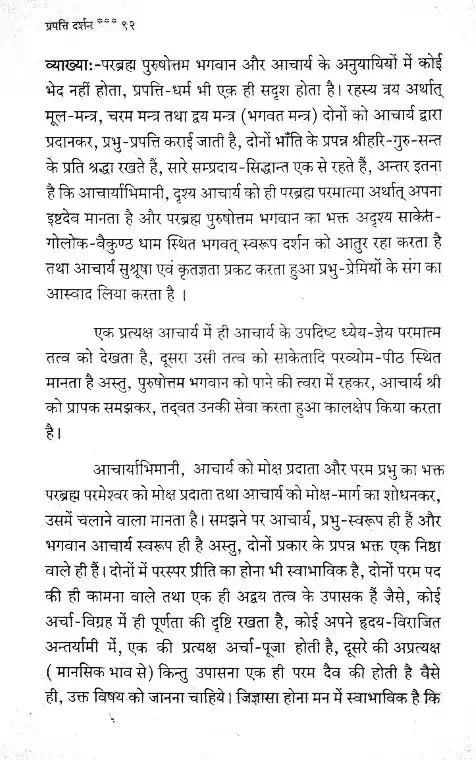 प्रपत्ति दर्शन *** ९२
व्याख्या:-परब्रह्म पुरुषोत्तम भगवान और आचार्य के अनुयायियों में कोई
भेद नहीं होता, प्रपत्ति-धर्म भी एक ही सदृश होता है। रहस्य त्रय अर्थात्
मूल-मन्त्र, चरम मन्त्र तथा द्वय मन्त्र (भगवत मन्त्र) दोनों को आचार्य द्वारा
प्रदानकर, प्रभु-प्रपत्ति कराई जाती है, दोनों भाँति के प्रपन्न श्रीहरि-गुरु-सन्त
के प्रति श्रद्धा रखते हैं, सारे सम्प्रदाय-सिद्धान्त एक से रहते हैं, अन्तर इतना
है कि आचार्याभिमानी, दृश्य आचार्य को ही परब्रह्म परमात्मा अर्थात् अपना
इष्टदेव मानता है और परब्रह्म पुरुषोत्तम भगवान का भक्त अदृश्य साकेत-
गोलोक-वैकुण्ठ धाम स्थित भगवत् स्वरूप दर्शन को आतुर रहा करता है
तथा आचार्य सुश्रूषा एवं कृतज्ञता प्रकट करता हुआ प्रभु-प्रेमियों के संग का
आस्वाद लिया करता है ।
एक प्रत्यक्ष आचार्य में ही आचार्य के उपदिष्ट ध्येय-ज्ञेय परमात्म
तत्व को देखता है, दूसरा उसी तत्व को साकेतादि परव्योम-पीठ स्थित
मानता है अस्तु, पुरुषोत्तम भगवान को पाने की त्वरा में रहकर, आचार्य श्री
को प्रापक समझकर, तद्वत उनकी सेवा करता हुआ कालक्षेप किया करता
है।
आचार्याभिमानी, आचार्य को मोक्ष प्रदाता और परम प्रभु का भक्त
परब्रह्म परमेश्वर को मोक्ष प्रदाता तथा आचार्य को मोक्ष-मार्ग का शोधनकर,
उसमें चलाने वाला मानता है। समझने पर आचार्य, प्रभु-स्वरूप ही हैं और
भगवान आचार्य स्वरूप ही है अस्तु, दोनों प्रकार के प्रपन्न भक्त एक निष्ठा
वाले ही हैं। दोनों में परस्पर प्रीति का होना भी स्वाभाविक है, दोनों परम पद
की ही कामना वाले तथा एक ही अद्वय तत्व के उपासक हैं जैसे, कोई
अर्चा-विग्रह में ही पूर्णता की दृष्टि रखता है, कोई अपने हृदय-विराजित
अन्तर्यामी में, एक की प्रत्यक्ष अर्चा-पूजा होती है, दूसरे की अप्रत्यक्ष
( मानसिक भाव से) किन्तु उपासना एक ही परम दैव की होती है वैसे
ही, उक्त विषय को जानना चाहिये। जिज्ञासा होना मन में स्वाभाविक है कि